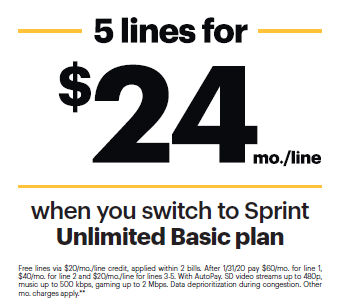 5 lines for
$24 mo./line
when you switch to Sprint
Unlimited Basic plan
Free lines via $20/mo./line credit, applied within 2 bills. After 1/31/20 pay $60/mo. for line 1,
$40/mo. for line 2 and $20/mo./line for lines 3-5. With AutoPay. SD video streams up to 480p,
music up to 500 kbps, gaming up to 2 Mbps. Data deprioritization during congestion. Other
mo. charges apply.**